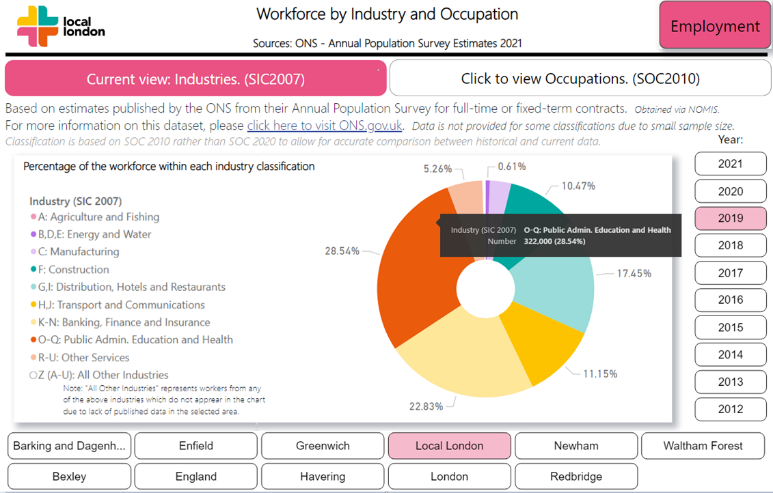 local
london
Workforce by Industry and Occupation
Sources: ONS - Annual Population Survey Estimates 2021
Employment
Current view: Industries. (SIC2007)
Click to view Occupations. (SOC2010)
Based on estimates published by the ONS from their Annual Population Survey for full-time or fixed-term contracts. Obtained via NOMIS.
For more information on this dataset, please click here to visit ONS.gov.uk. Data is not provided for some classifications due to small sample size.
Classification is based on SOC 2010 rather than SOC 2020 to allow for accurate comparison between historical and current data.
Year:
2021
2020
2019
2018
2017
2016
2015
2014
2013
2012
Percentage of the workforce within each industry classification
Industry (SIC 2007)
A: Agriculture and Fishing
B,D,E: Energy and Water
C: Manufacturing
F: Construction
G,I: Distribution, Hotels and Restaurants
H,J: Transport and Communications
K-N: Banking, Finance and Insurance
O-Q: Public Admin. Education and Health
R-U: Other Services
Z (A-U): All Other Industries
Note: "All Other Industries" represents workers from any
of the above industries which do not apprear in the chart
due to lack of published data in the selected area.
5.26%
0.61%
10.47%
28.54%
17.45%
11.15%
22.83%
Industry (SIC 2007) O-Q: Public Admin. Education and Health
Number 322,000 (28.54%)
Barking and Dagenh...
Enfield
Greenwich
Local London
Newham
Waltham Forest
Bexley
England
Havering
London
Redbridge